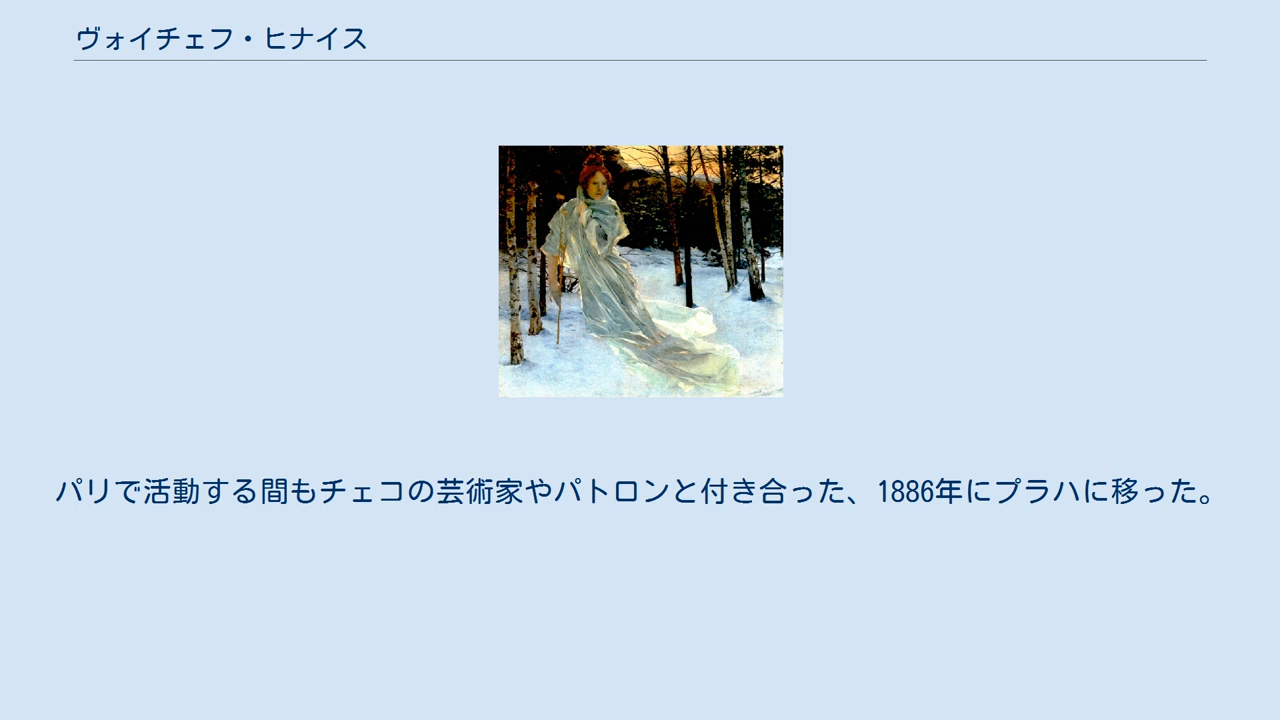 ヴォイチェフ・ヒナイス
パリで活動する間もチェコの芸術家やパトロンと付き合った、1886年にプラハに移った。